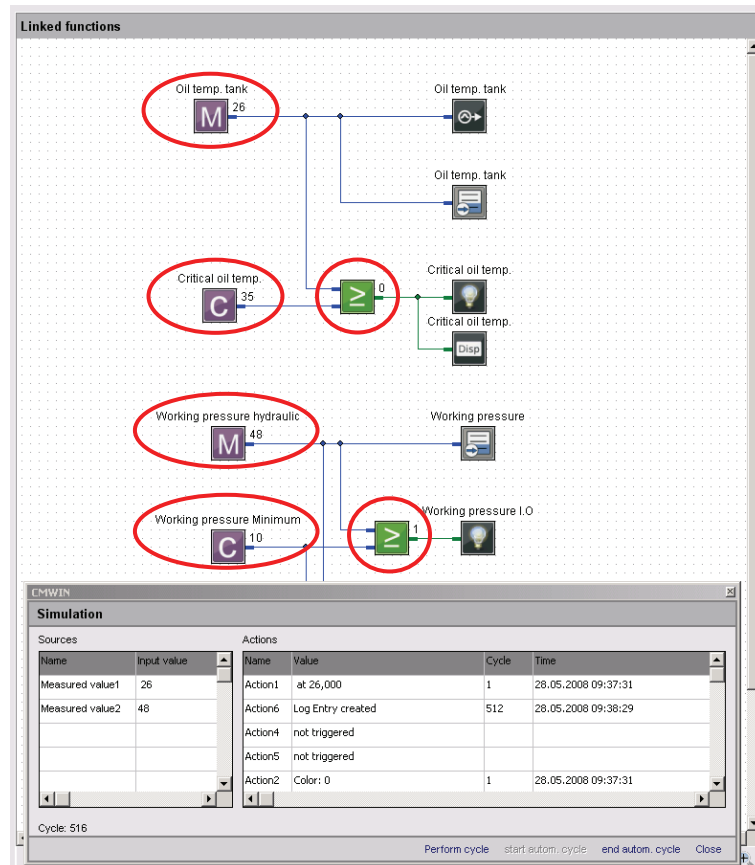 Linked functions
Oil temp. tank
M 26
Oil temp. tank
Oil temp. tank
Critical oil temp.
C 35
≥ 0
Critical oil temp.
Critical oil temp.
Disp
Working pressure hydraulic
M 48
Working pressure
Working pressure Minimum
C 10
≥ 1
Working pressure I.O
CMWIN
Simulation
Sources
Name Input value
Measured value1 26
Measured value2 48
Actions
Name Value Cycle Time
Action1 at 26,000 1 28.05.2008 09:37:31
Action6 Log Entry created 512 28.05.2008 09:38:29
Action4 not triggered
Action5 not triggered
Action2 Color: 0 1 28.05.2008 09:37:31
Cycle: 516
Perform cycle start autom. cycle end autom. cycle Close